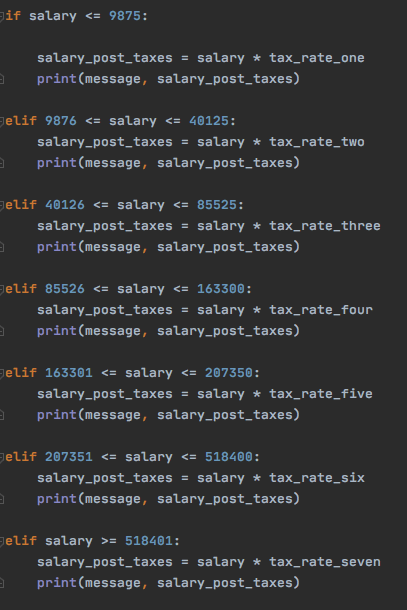 if salary <= 9875:
salary_post_taxes = salary * tax_rate_one
print(message, salary_post_taxes)
elif 9876 <= salary <= 40125:
salary_post_taxes = salary * tax_rate_two
print(message, salary_post_taxes)
elif 40126 <= salary <= 85525:
salary_post_taxes = salary * tax_rate_three
print(message, salary_post_taxes)
elif 85526 <= salary <= 163300:
salary_post_taxes = salary * tax_rate_four
print(message, salary_post_taxes)
elif 163301 <= salary <= 207350:
salary_post_taxes = salary * tax_rate_five
print(message, salary_post_taxes)
elif 207351 <= salary <= 518400:
salary_post_taxes = salary * tax_rate_six
print(message, salary_post_taxes)
elif salary >= 518401:
salary_post_taxes = salary * tax_rate_seven
print(message, salary_post_taxes)